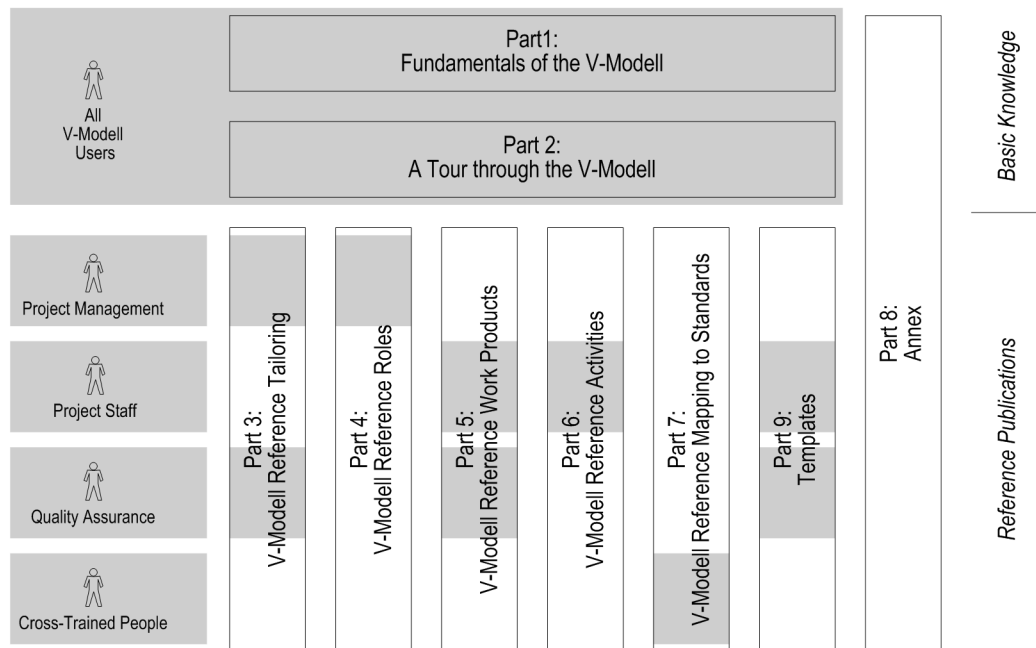 Part1:
Fundamentals of the V-Modell
All
V-Modell
Users
Part 2:
A Tour through the V-Modell
Basic Knowledge
Project Management
Project Staff
Quality Assurance
Cross-Trained People
Part 3:
V-Modell Reference Tailoring
Part 4:
V-Modell Reference Roles
Part 5:
V-Modell Reference Work Products
Part 6:
V-Modell Reference Activities
Part 7:
V-Modell Reference Mapping to Standards
Part 9:
Templates
Part 8:
Annex
Reference Publications